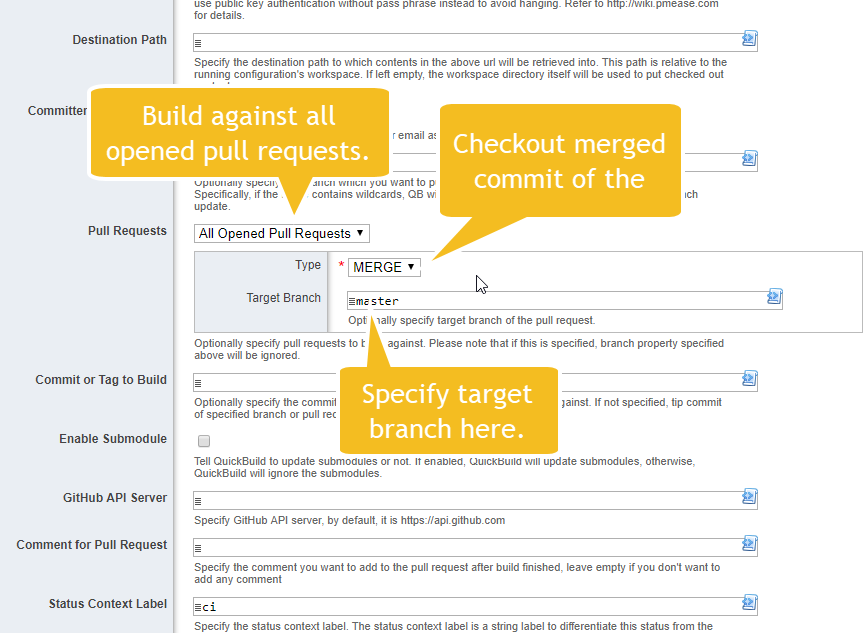 use public key authentication without pass phrase instead to avoid hanging. Refer to http://wiki.pmease.com
for details.
Destination Path
Specify the destination path to which contents in the above url will be retrieved into. This path is relative to the
running configuration's workspace. If left empty, the workspace directory itself will be used to put checked out
Committer
r email as
Build against all
opened pull requests.
Checkout merged
commit of the
Optionally specify anch which you want to p
Specifically, if the contains wildcards, QB wi ch
update.
Pull Requests
All Opened Pull Requests ▼
Type * MERGE ▼
Target Branch master
Optionally specify target branch of the pull request.
Optionally specify pull requests to b against. Please note that if this is specified, branch property specified
above will be ignored.
Specify target
branch here.
Commit or Tag to Build
Optionally specify the commit gainst. If not specified, tip commit
of specified branch or pull rec
Enable Submodule
Tell QuickBuild to update submodules or not. If enabled, QuickBuild will update submodules, otherwise,
QuickBuild will ignore the submodules.
GitHub API Server
Specify GitHub API server, by default, it is https://api.github.com
Comment for Pull Request
Specify the comment you want to add to the pull request after build finished, leave empty if you don't want to
add any comment
Status Context Label
ci
Specify the status context label. The status context label is a string label to differentiate this status from the